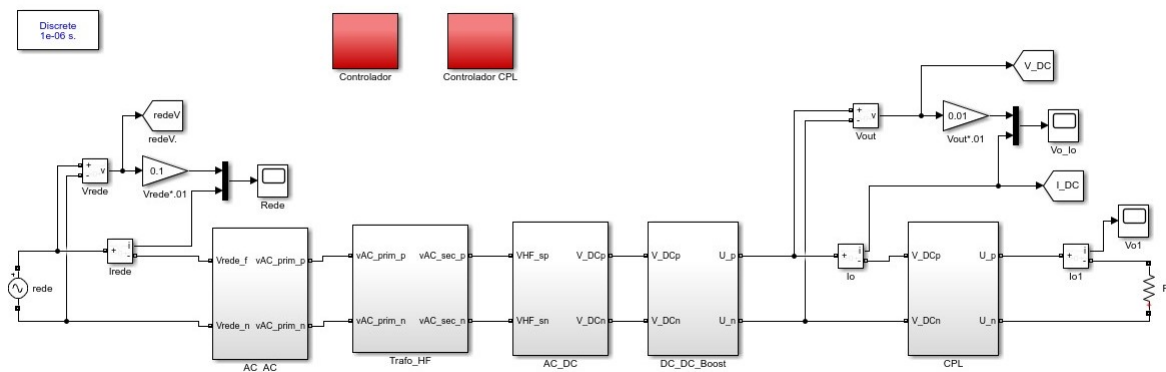 Discrete
1e-06 s.
Controlador
Controlador CPL
V_DC
redeV
redeV.
+
-
v
Vrede
0.1
Vrede*.01
Rede
+
-
v
Vout
0.01
Vout*.01
Vo_Io
I_DC
Vo1
+
rede
+
i
-
Irede
Vrede_f
vAC_prim_p
Vrede_n
vAC_prim_n
AC_AC
vAC_prim_p
vAC_sec_p
vAC_prim_n
vAC_sec_n
Trafo_HF
VHF_sp
V_DCp
VHF_sn
V_DCn
AC_DC
V_DCp
U_p
V_DCn
U_n
DC_DC_Boost
+
i
-
Io
V_DCp
U_p
V_DCn
U_n
CPL
+
i
-
Io1